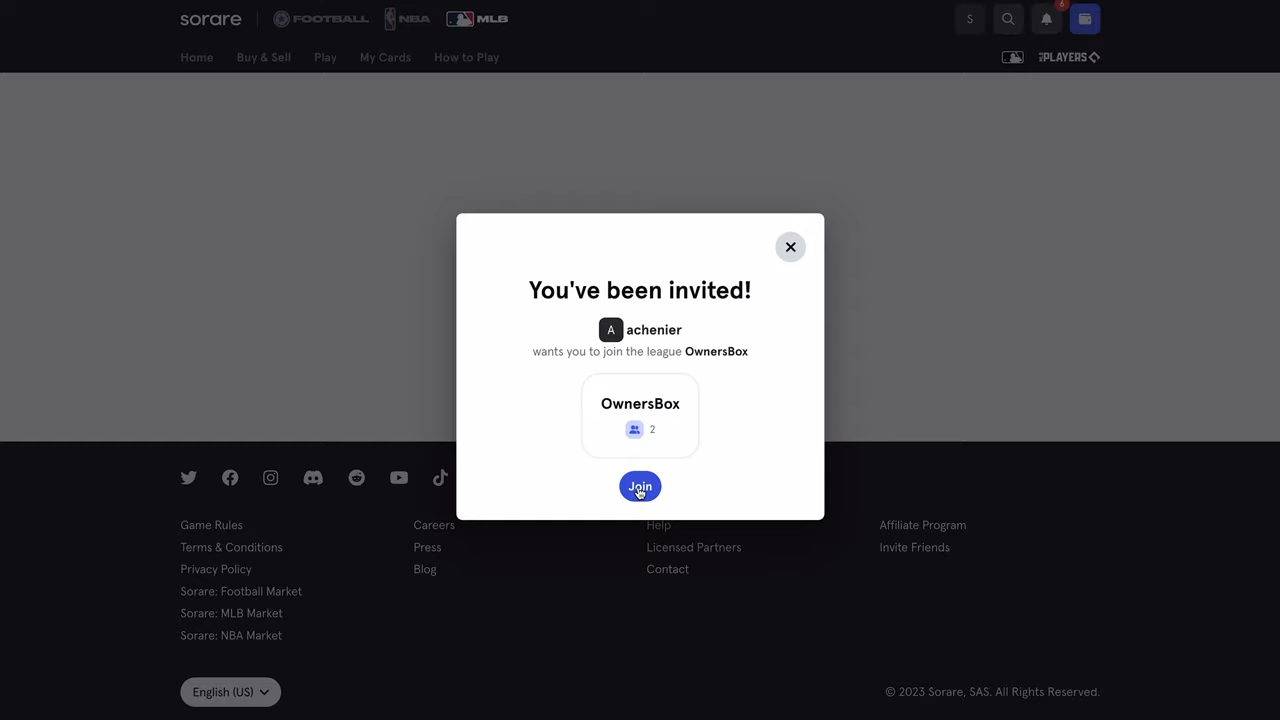 sorare FOOTBALL NBA MLB S 6
Home Buy & Sell Play My Cards How to Play PLAYERS
You've been invited!
A achenier
wants you to join the league OwnersBox
OwnersBox
2
Join
Game Rules Careers Help Affiliate Program
Terms & Conditions Press Licensed Partners Invite Friends
Privacy Policy Blog Contact
Sorare: Football Market
Sorare: MLB Market
Sorare: NBA Market
English (US) © 2023 Sorare, SAS. All Rights Reserved.